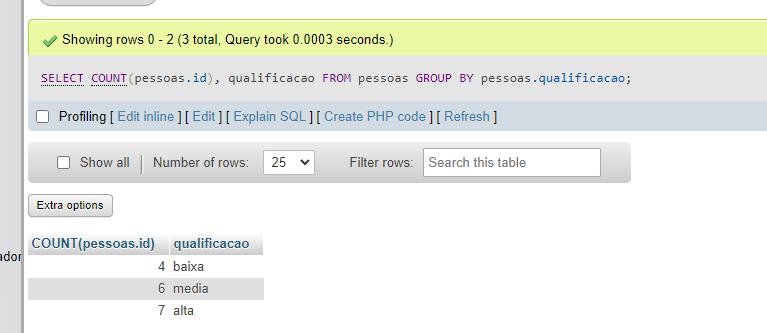 Showing rows 0 - 2 (3 total, Query took 0.0003 seconds.)
SELECT COUNT(pessoas.id), qualificacao FROM pessoas GROUP BY pessoas.qualificacao;
Profiling [ Edit inline ] [ Edit ] [ Explain SQL ] [ Create PHP code ] [ Refresh ]
Show all Number of rows: 25 Filter rows: Search this table
Extra options
COUNT(pessoas.id) qualificacao
ador
4 baixa
6 media
7 alta